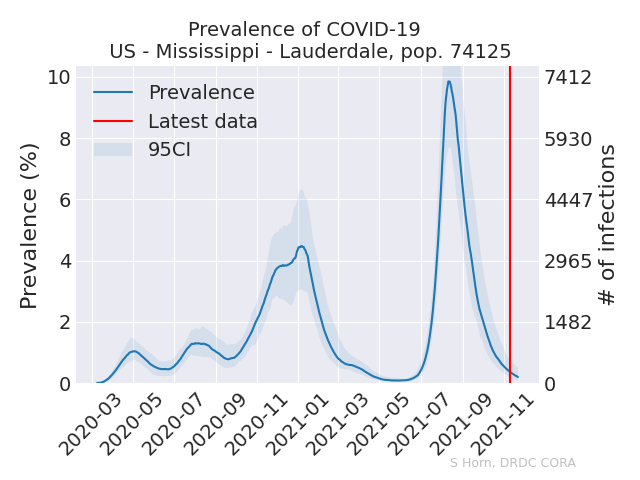 Prevalence of COVID-19
US - Mississippi - Lauderdale, pop. 74125
Prevalence
Latest data
95CI
Prevalence (%)
10
8
6
4
2
0
7412
5930
4447
2965
1482
0
# of infections
2020-03
2020-05
2020-07
2020-09
2020-11
2021-01
2021-03
2021-05
2021-07
2021-09
2021-11
S Horn, DRDC CORA